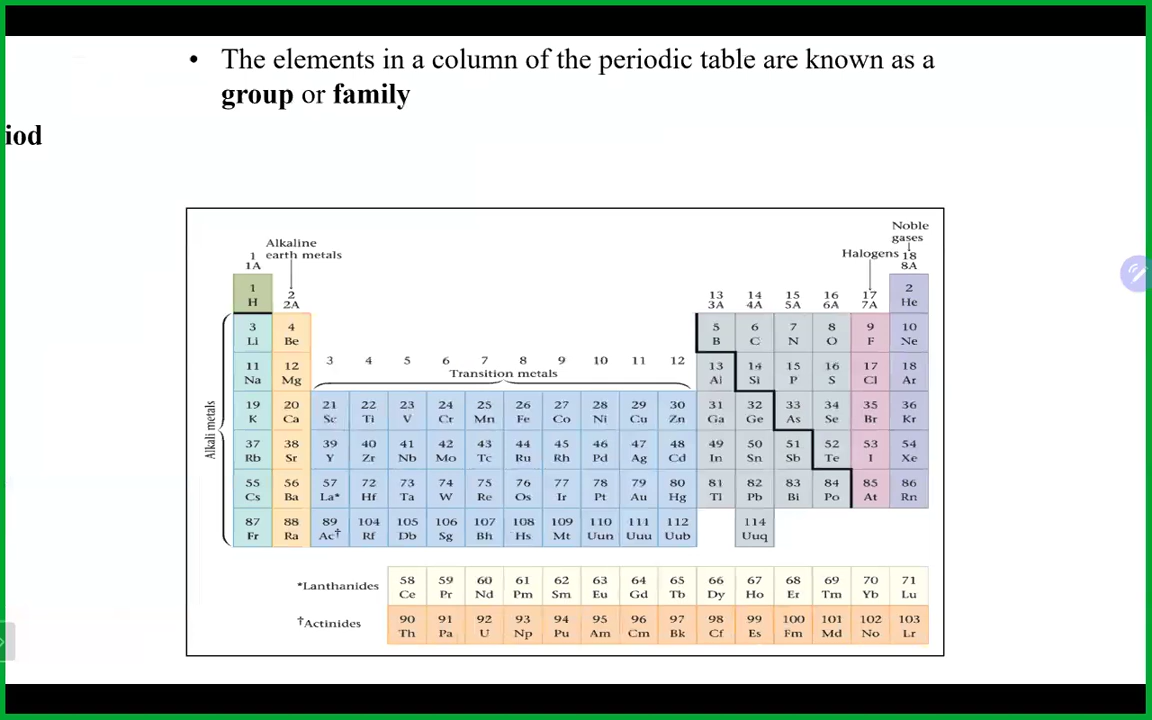 • The elements in a column of the periodic table are known as a
group or family
iod
Noble
gases
Alkaline
earth metals
Halogens
1 18
1A 8A
1 2 13 14 15 16 17 2
H 2A 3A 4A 5A 6A 7A He
3 4 5 6 7 8 9 10
Li Be B C N O F Ne
3 4 5 6 7 8 9 10 11 12
Transition metals
11 12 13 14 15 16 17 18
Na Mg Al Si P S Cl Ar
Alkali metals
19 20 21 22 23 24 25 26 27 28 29 30 31 32 33 34 35 36
K Ca Sc Ti V Cr Mn Fe Co Ni Cu Zn Ga Ge As Se Br Kr
37 38 39 40 41 42 43 44 45 46 47 48 49 50 51 52 53 54
Rb Sr Y Zr Nb Mo Tc Ru Rh Pd Ag Cd In Sn Sb Te I Xe
55 56 57 72 73 74 75 76 77 78 79 80 81 82 83 84 85 86
Cs Ba La* Hf Ta W Re Os Ir Pt Au Hg Tl Pb Bi Po At Rn
87 88 89 104 105 106 107 108 109 110 111 112 114
Fr Ra Ac† Rf Db Sg Bh Hs Mt Uun Uuu Uub Uuq
*Lanthanides
58 59 60 61 62 63 64 65 66 67 68 69 70 71
Ce Pr Nd Pm Sm Eu Gd Tb Dy Ho Er Tm Yb Lu
†Actinides
90 91 92 93 94 95 96 97 98 99 100 101 102 103
Th Pa U Np Pu Am Cm Bk Cf Es Fm Md No Lr